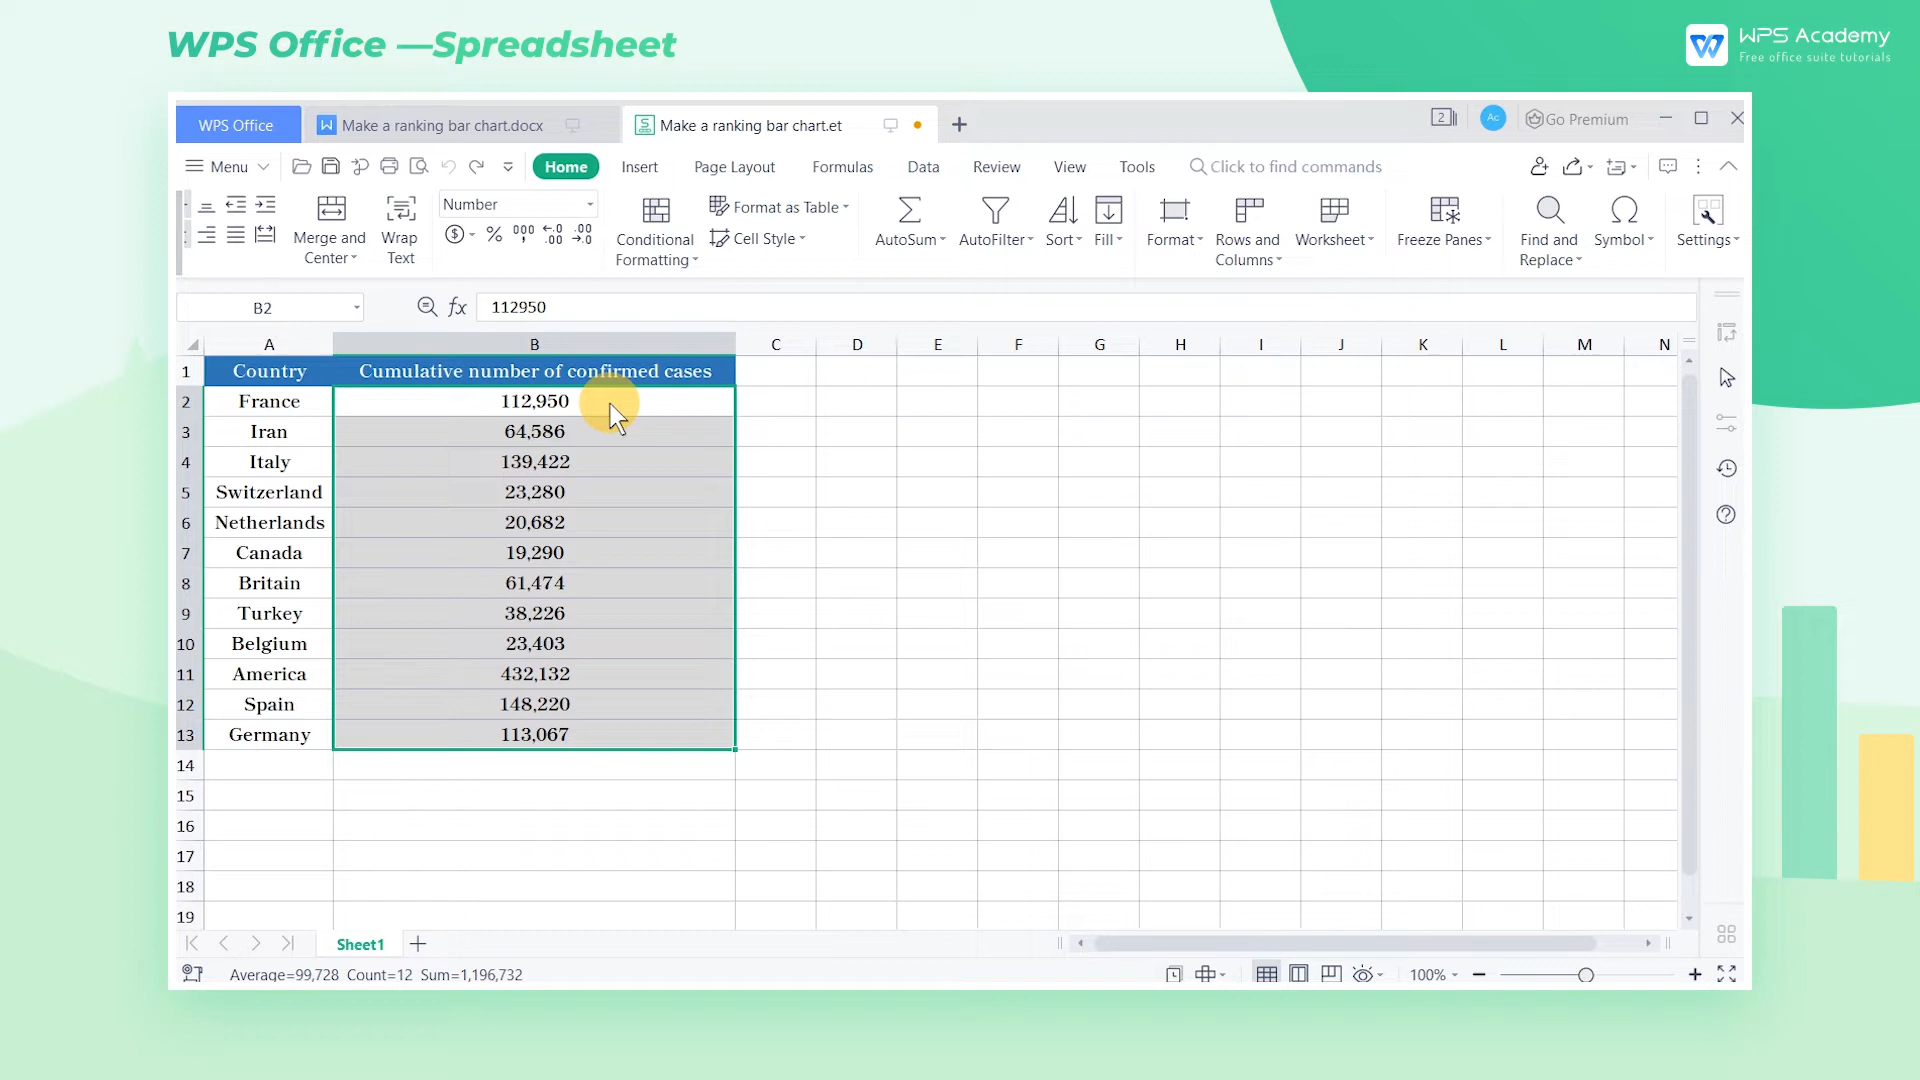 WPS Office —Spreadsheet
WPS Academy
Free office suite tutorials
WPS Office
Make a ranking bar chart.docx
Make a ranking bar chart.et
2
Ac
Go Premium
Menu
Home
Insert
Page Layout
Formulas
Data
Review
View
Tools
Click to find commands
Merge and Center
Wrap Text
Number
Conditional Formatting
Format as Table
Cell Style
AutoSum
AutoFilter
Sort
Fill
Format
Rows and Columns
Worksheet
Freeze Panes
Find and Replace
Symbol
Settings
B2
fx
112950
A B C D E F G H I J K L M N
1 Country Cumulative number of confirmed cases
2 France 112,950
3 Iran 64,586
4 Italy 139,422
5 Switzerland 23,280
6 Netherlands 20,682
7 Canada 19,290
8 Britain 61,474
9 Turkey 38,226
10 Belgium 23,403
11 America 432,132
12 Spain 148,220
13 Germany 113,067
14
15
16
17
18
19
Sheet1
Average=99,728 Count=12 Sum=1,196,732
100%